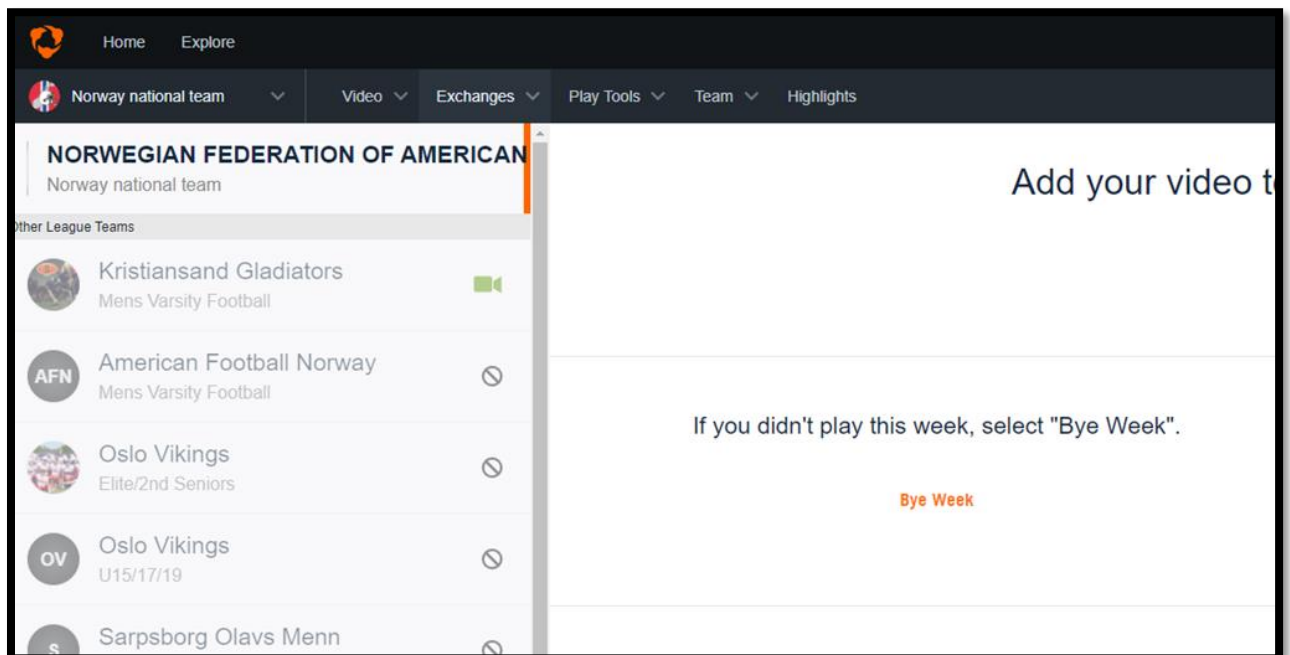 Home Explore
Norway national team Video Exchanges Play Tools Team Highlights
NORWEGIAN FEDERATION OF AMERICAN
Norway national team
Other League Teams
Kristiansand Gladiators
Mens Varsity Football
AFN
American Football Norway
Mens Varsity Football
Oslo Vikings
Elite/2nd Seniors
OV
Oslo Vikings
U15/17/19
S
Sarpsborg Olavs Menn
Add your video t
If you didn't play this week, select "Bye Week".
Bye Week